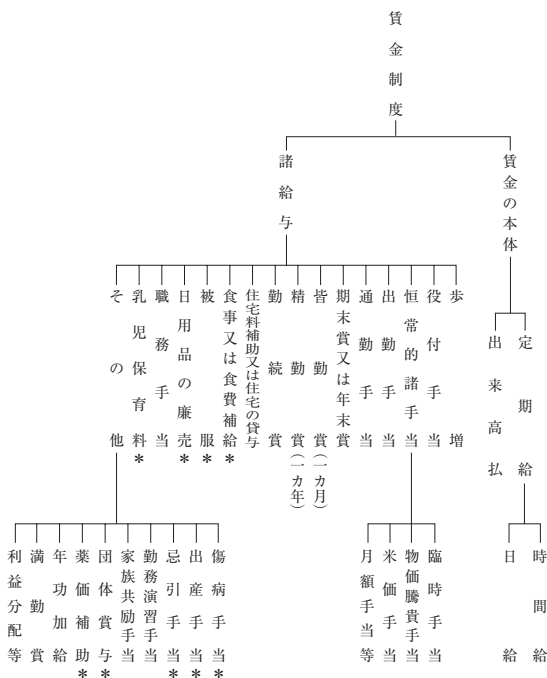 賃金制度
賃金の本体
諸給与
定期給
出来高払
時間給
日給
歩増
役付手当
恒常的諸手当
出勤手当
通勤手当
期末賞又は年末賞
皆勤賞(一カ月)
精勤賞(一カ年)
勤続賞
住宅料補助又は住宅の貸与
食事又は食費補給*
被服*
日用品の廉売*
職務手当
乳児保育料*
その他
臨時手当
物価騰貴手当
米価手当
月額手当等
傷病手当*
出産手当*
忌引手当*
勤務演習手当
家族共励手当
団体賞与*
薬価補助*
年功加給
満勤賞
利益分配等